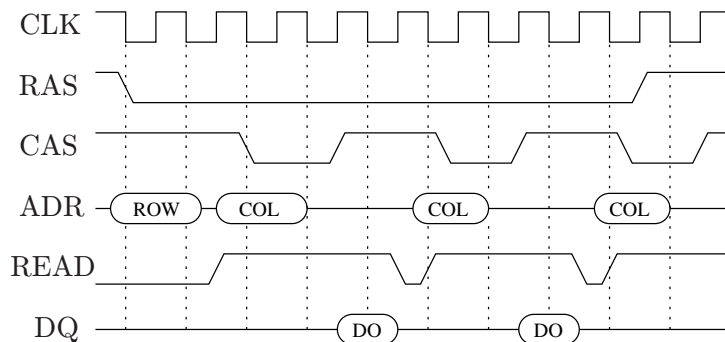 CLK
RAS
CAS
ADR ROW COL COL COL
READ
DQ DO DO